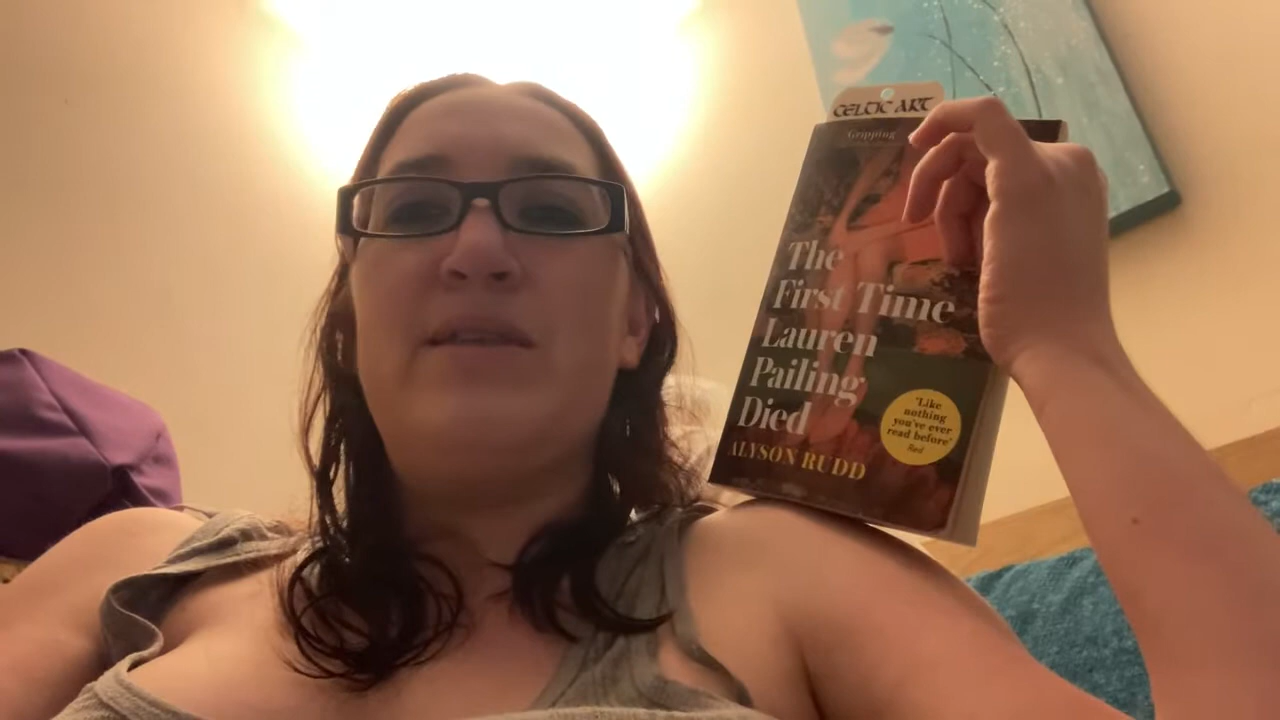 CELTIC ART
Gripping
The
First Time
Lauren
Pailing
Died
ALYSON RUDD
'Like
nothing
you've ever
read before'
Red